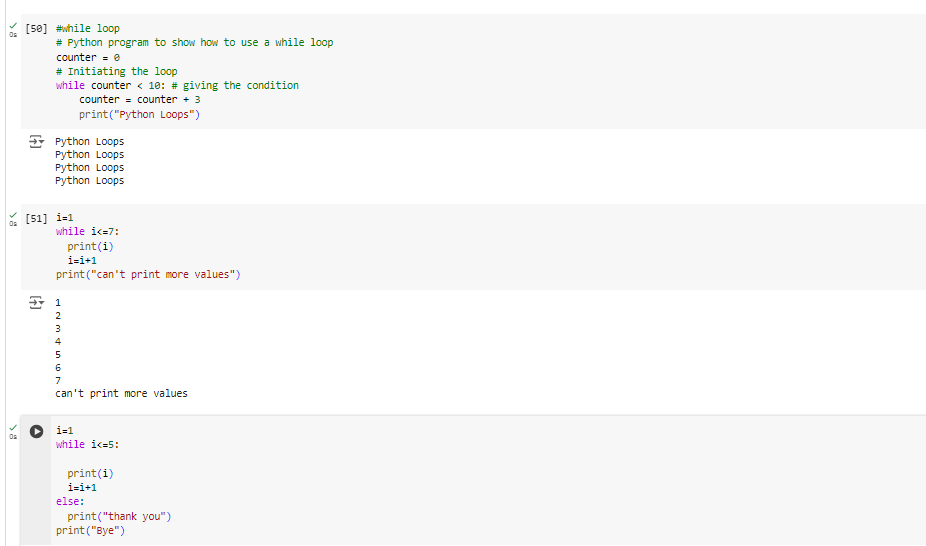 [50] #while loop
# Python program to show how to use a while loop
counter = 0
# Initiating the loop
while counter < 10: # giving the condition
counter = counter + 3
print("Python Loops")
0s
Python Loops
Python Loops
Python Loops
Python Loops
[51] i=1
0s
while i<=7:
print(i)
i=i+1
print("can't print more values")
1
2
3
4
5
6
7
can't print more values
i=1
0s
while i<=5:
print(i)
i=i+1
else:
print("thank you")
print("Bye")